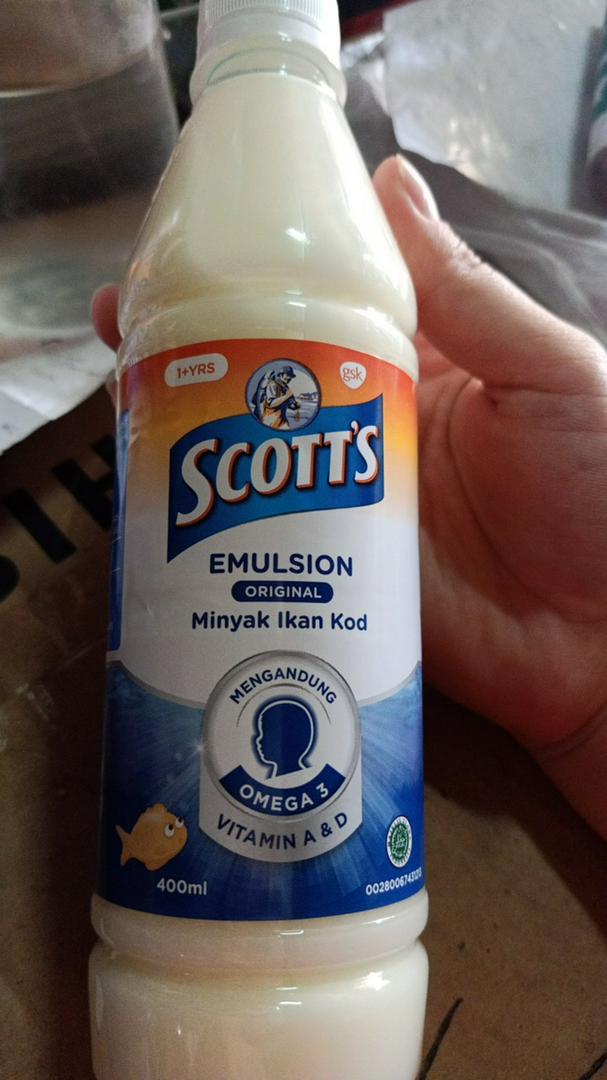 1+YRS
gsk
SCOTT'S
EMULSION
ORIGINAL
Minyak Ikan Kod
MENGANDUNG
OMEGA 3
VITAMIN A & D
400ml